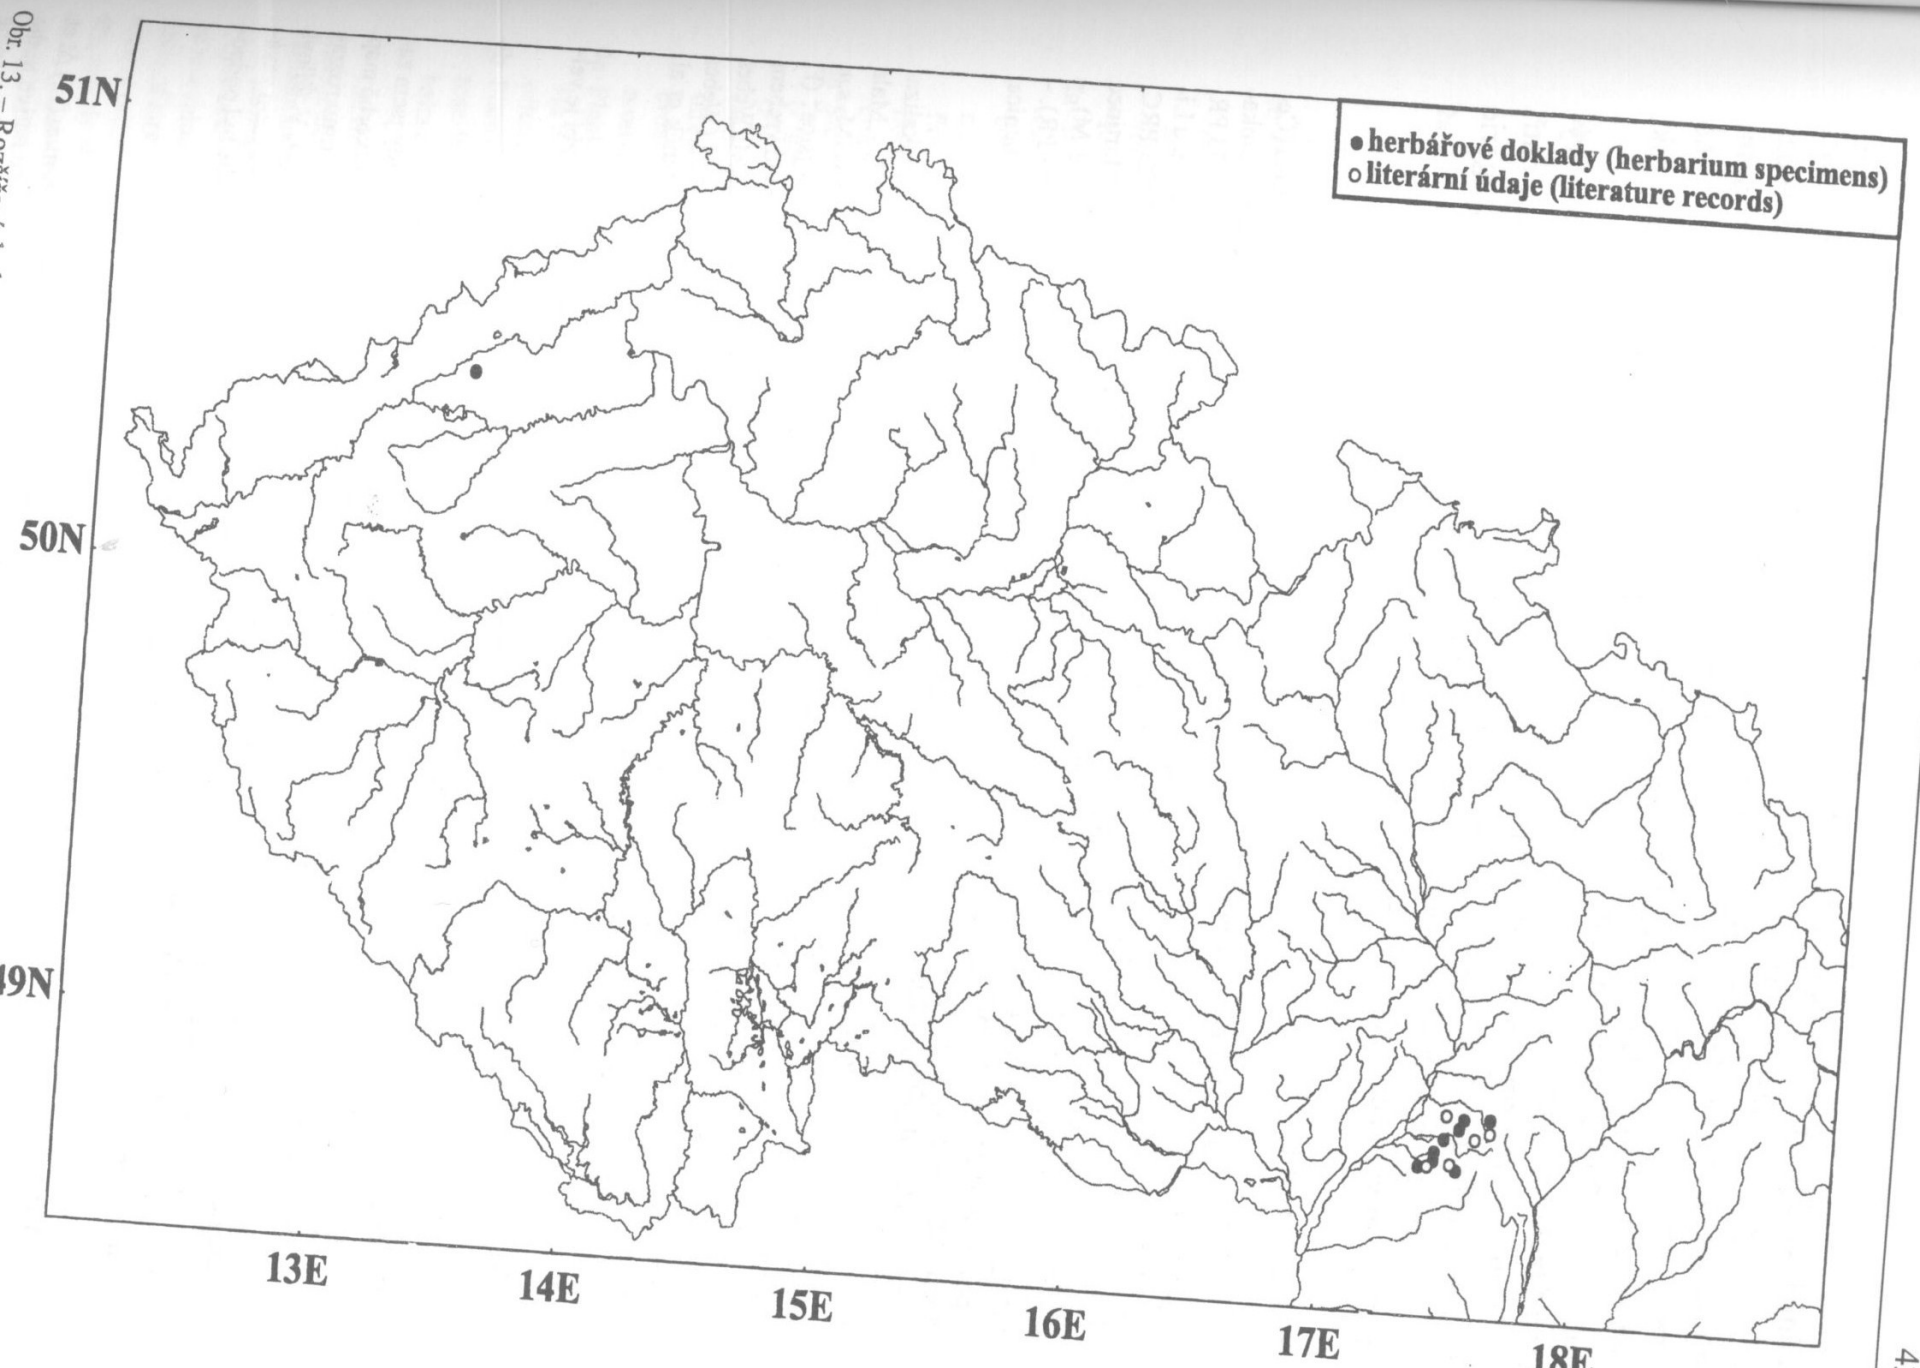 Obr. 13. –
51N
herbářové doklady (herbarium specimens)
literární údaje (literature records)
50N
49N
13E
14E
15E
16E
17E
18E